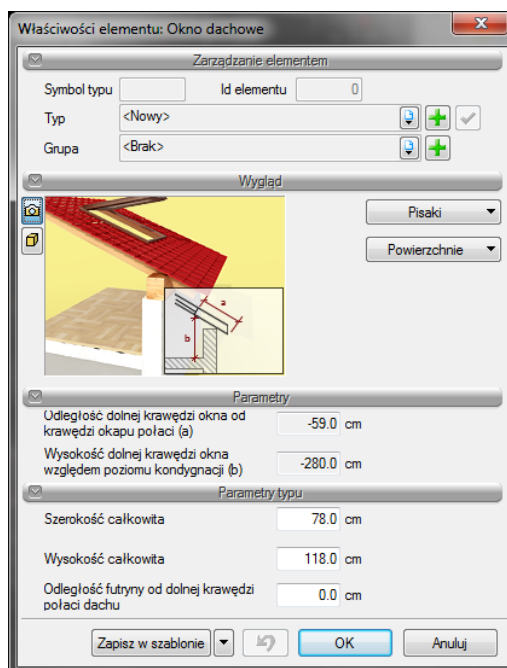 Właściwości elementu: Okno dachowe
Zarządzanie elementem
Symbol typu Id elementu 0
Typ <Nowy>
Grupa <Brak>
Wygląd
Pisaki
Powierzchnie
a
b
Parametry
Odległość dolnej krawędzi okna od
krawędzi okapu połaci (a) -59.0 cm
Wysokość dolnej krawędzi okna
względem poziomu kondygnacji (b) -280.0 cm
Parametry typu
Szerokość całkowita 78.0 cm
Wysokość całkowita 118.0 cm
Odległość futryny od dolnej krawędzi
połaci dachu 0.0 cm
Zapisz w szablonie OK Anuluj